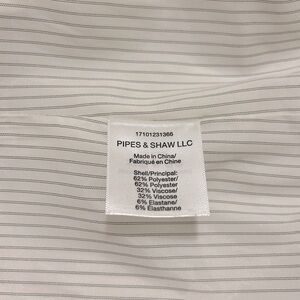 17101231366
PIPES & SHAW LLC
Made in China/
Fabriqué en Chine
Shell/Principal:
62% Polyester/
62% Polyester
32% Viscose/
32% Viscose
6% Elastane/
6% Elasthanne